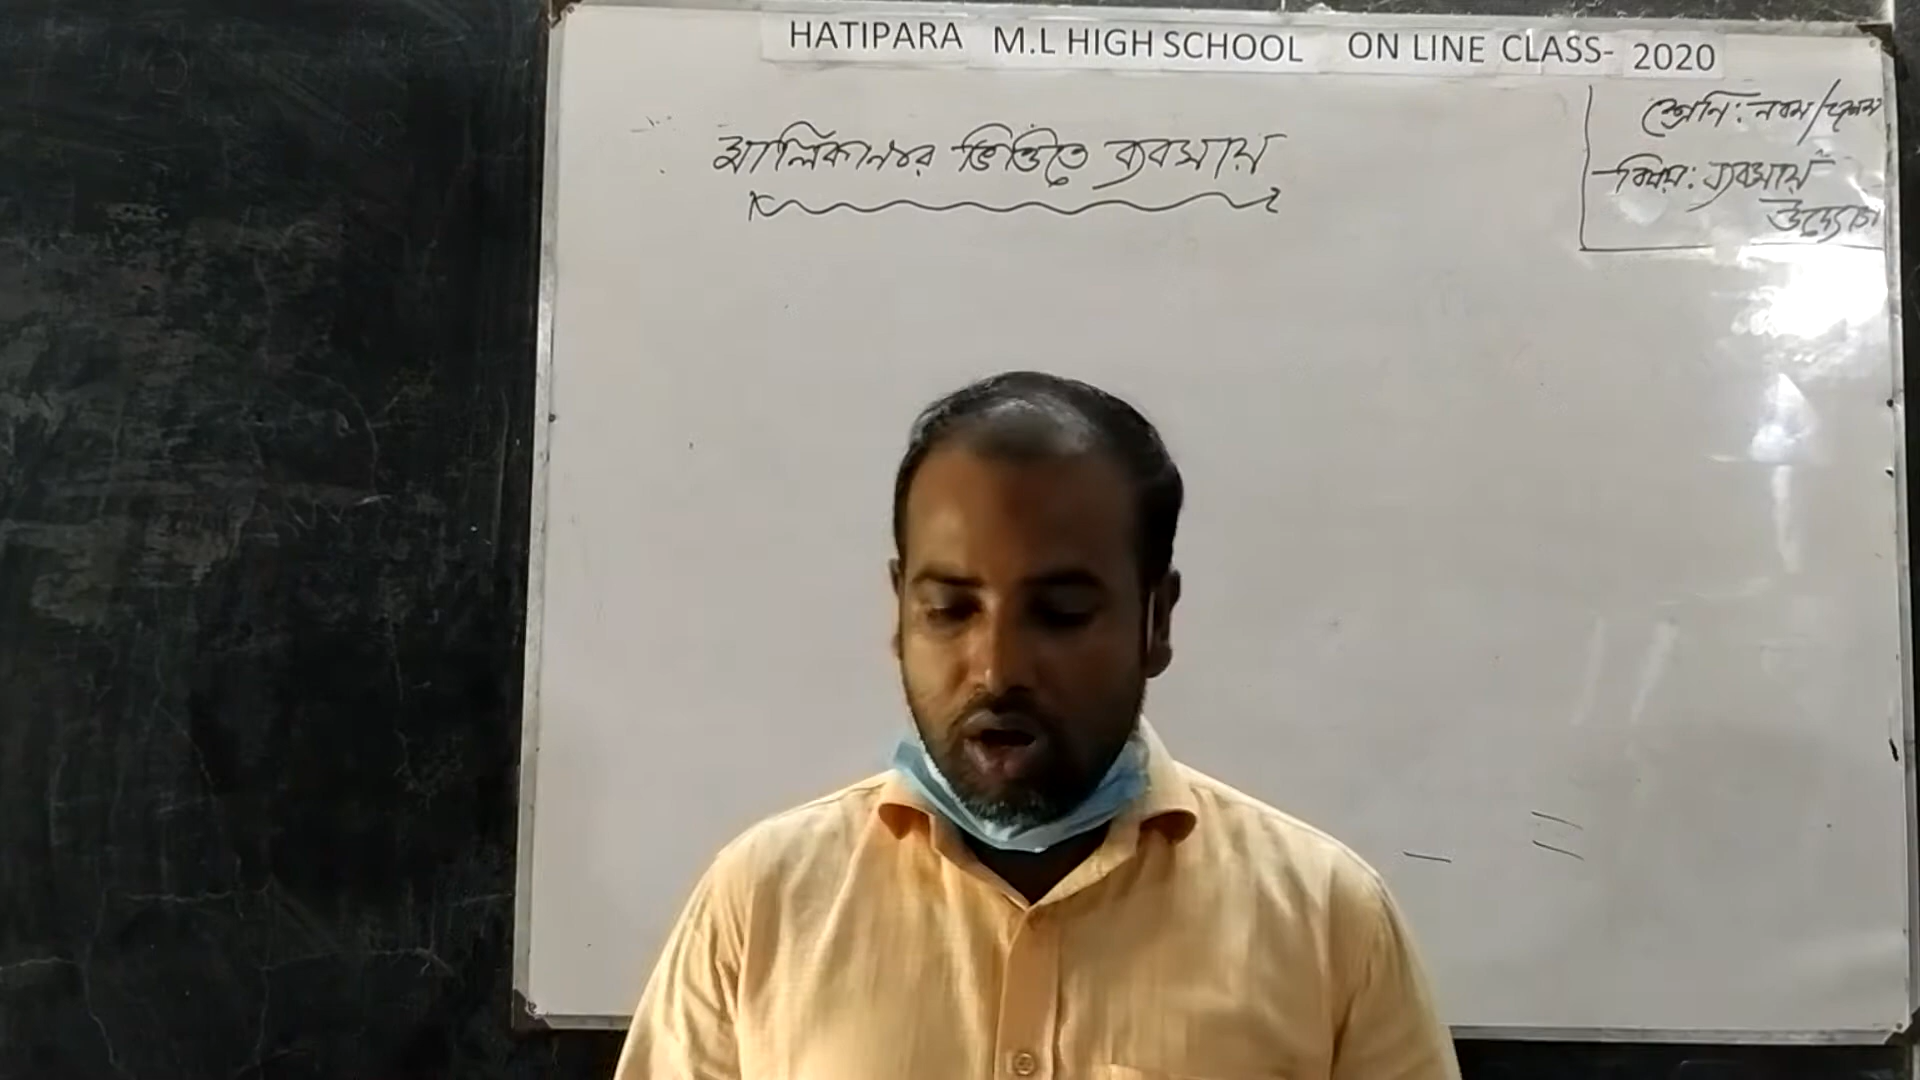 HATIPARA M.L HIGH SCHOOL ON LINE CLASS- 2020
মালিকানার ভিত্তিতে ব্যবসায়
শ্রেনি: নবম/দশম
বিষয়: ব্যবসায়
উদ্যোগ